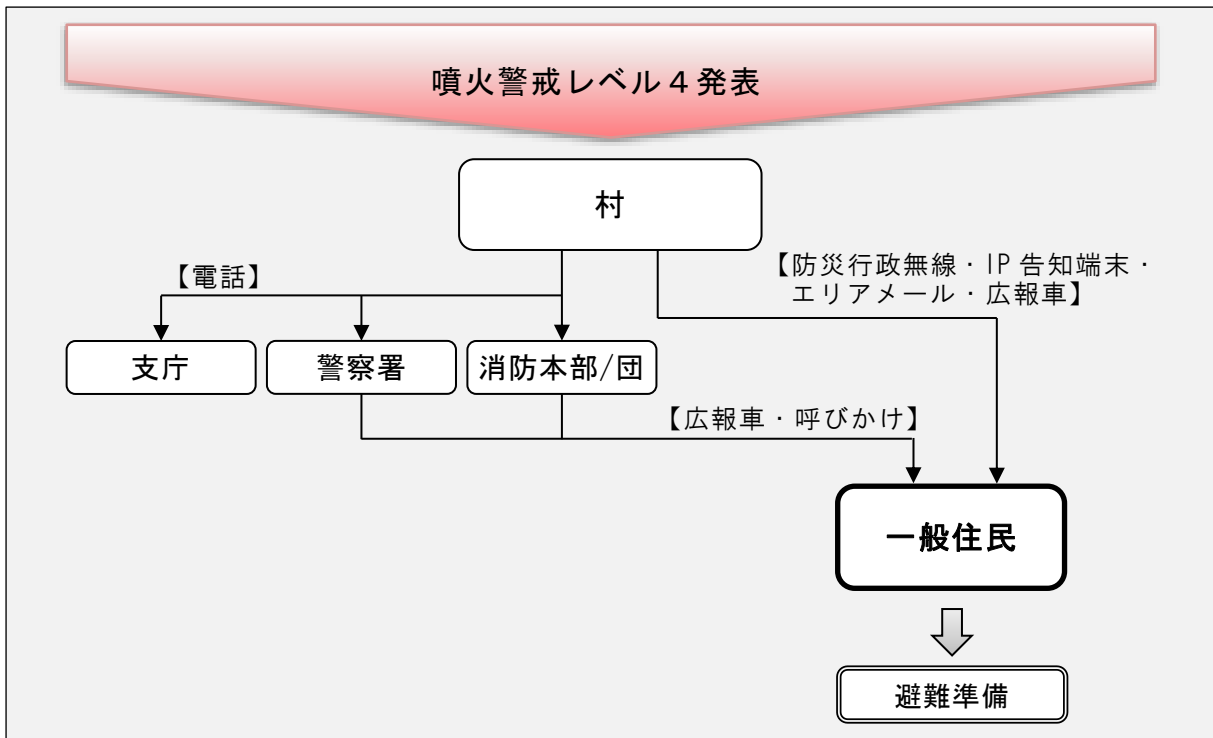 噴火警戒レベル４発表
村
【電話】
【防災行政無線・IP告知端末・
エリアメール・広報車】
支庁
警察署
消防本部/団
【広報車・呼びかけ】
一般住民
避難準備